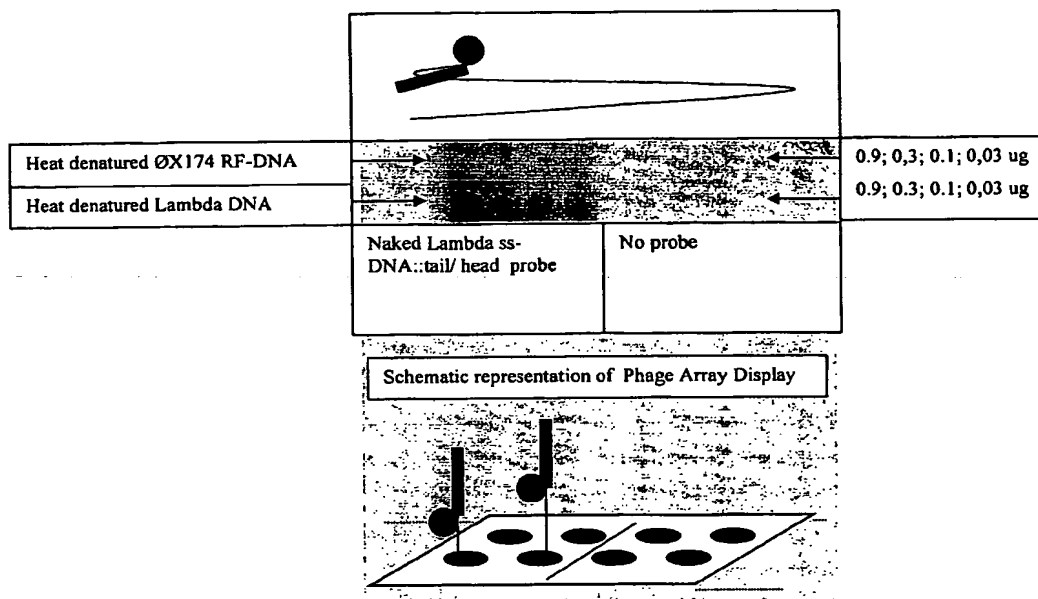 Heat denatured ØX174 RF-DNA
0.9; 0,3; 0.1; 0,03 ug
Heat denatured Lambda DNA
0.9; 0.3; 0.1; 0,03 ug
Naked Lambda ss-
DNA::tail/ head probe
No probe
Schematic representation of Phage Array Display